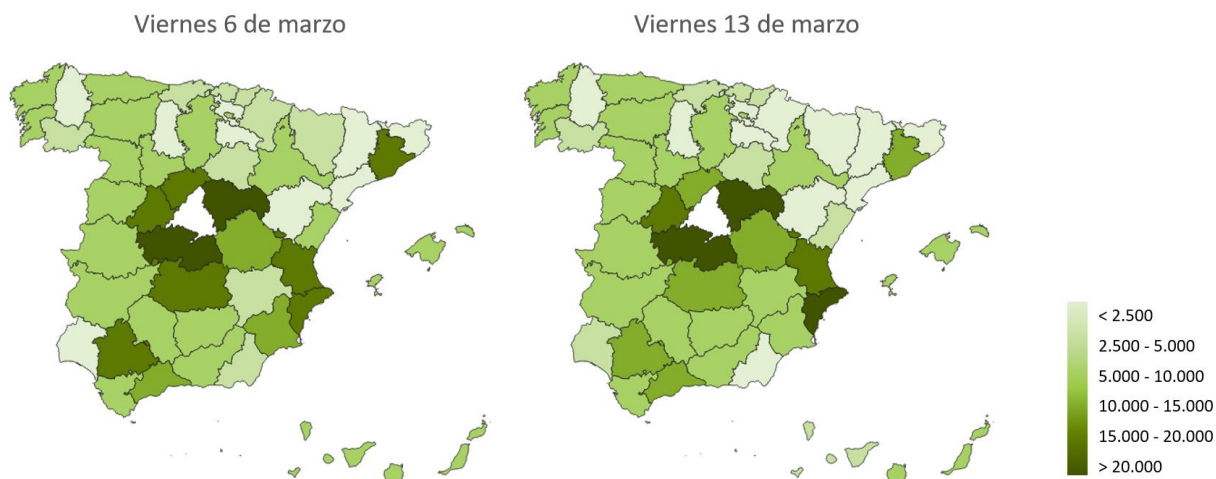 Viernes 6 de marzo
Viernes 13 de marzo
< 2.500
2.500 - 5.000
5.000 - 10.000
10.000 - 15.000
15.000 - 20.000
> 20.000